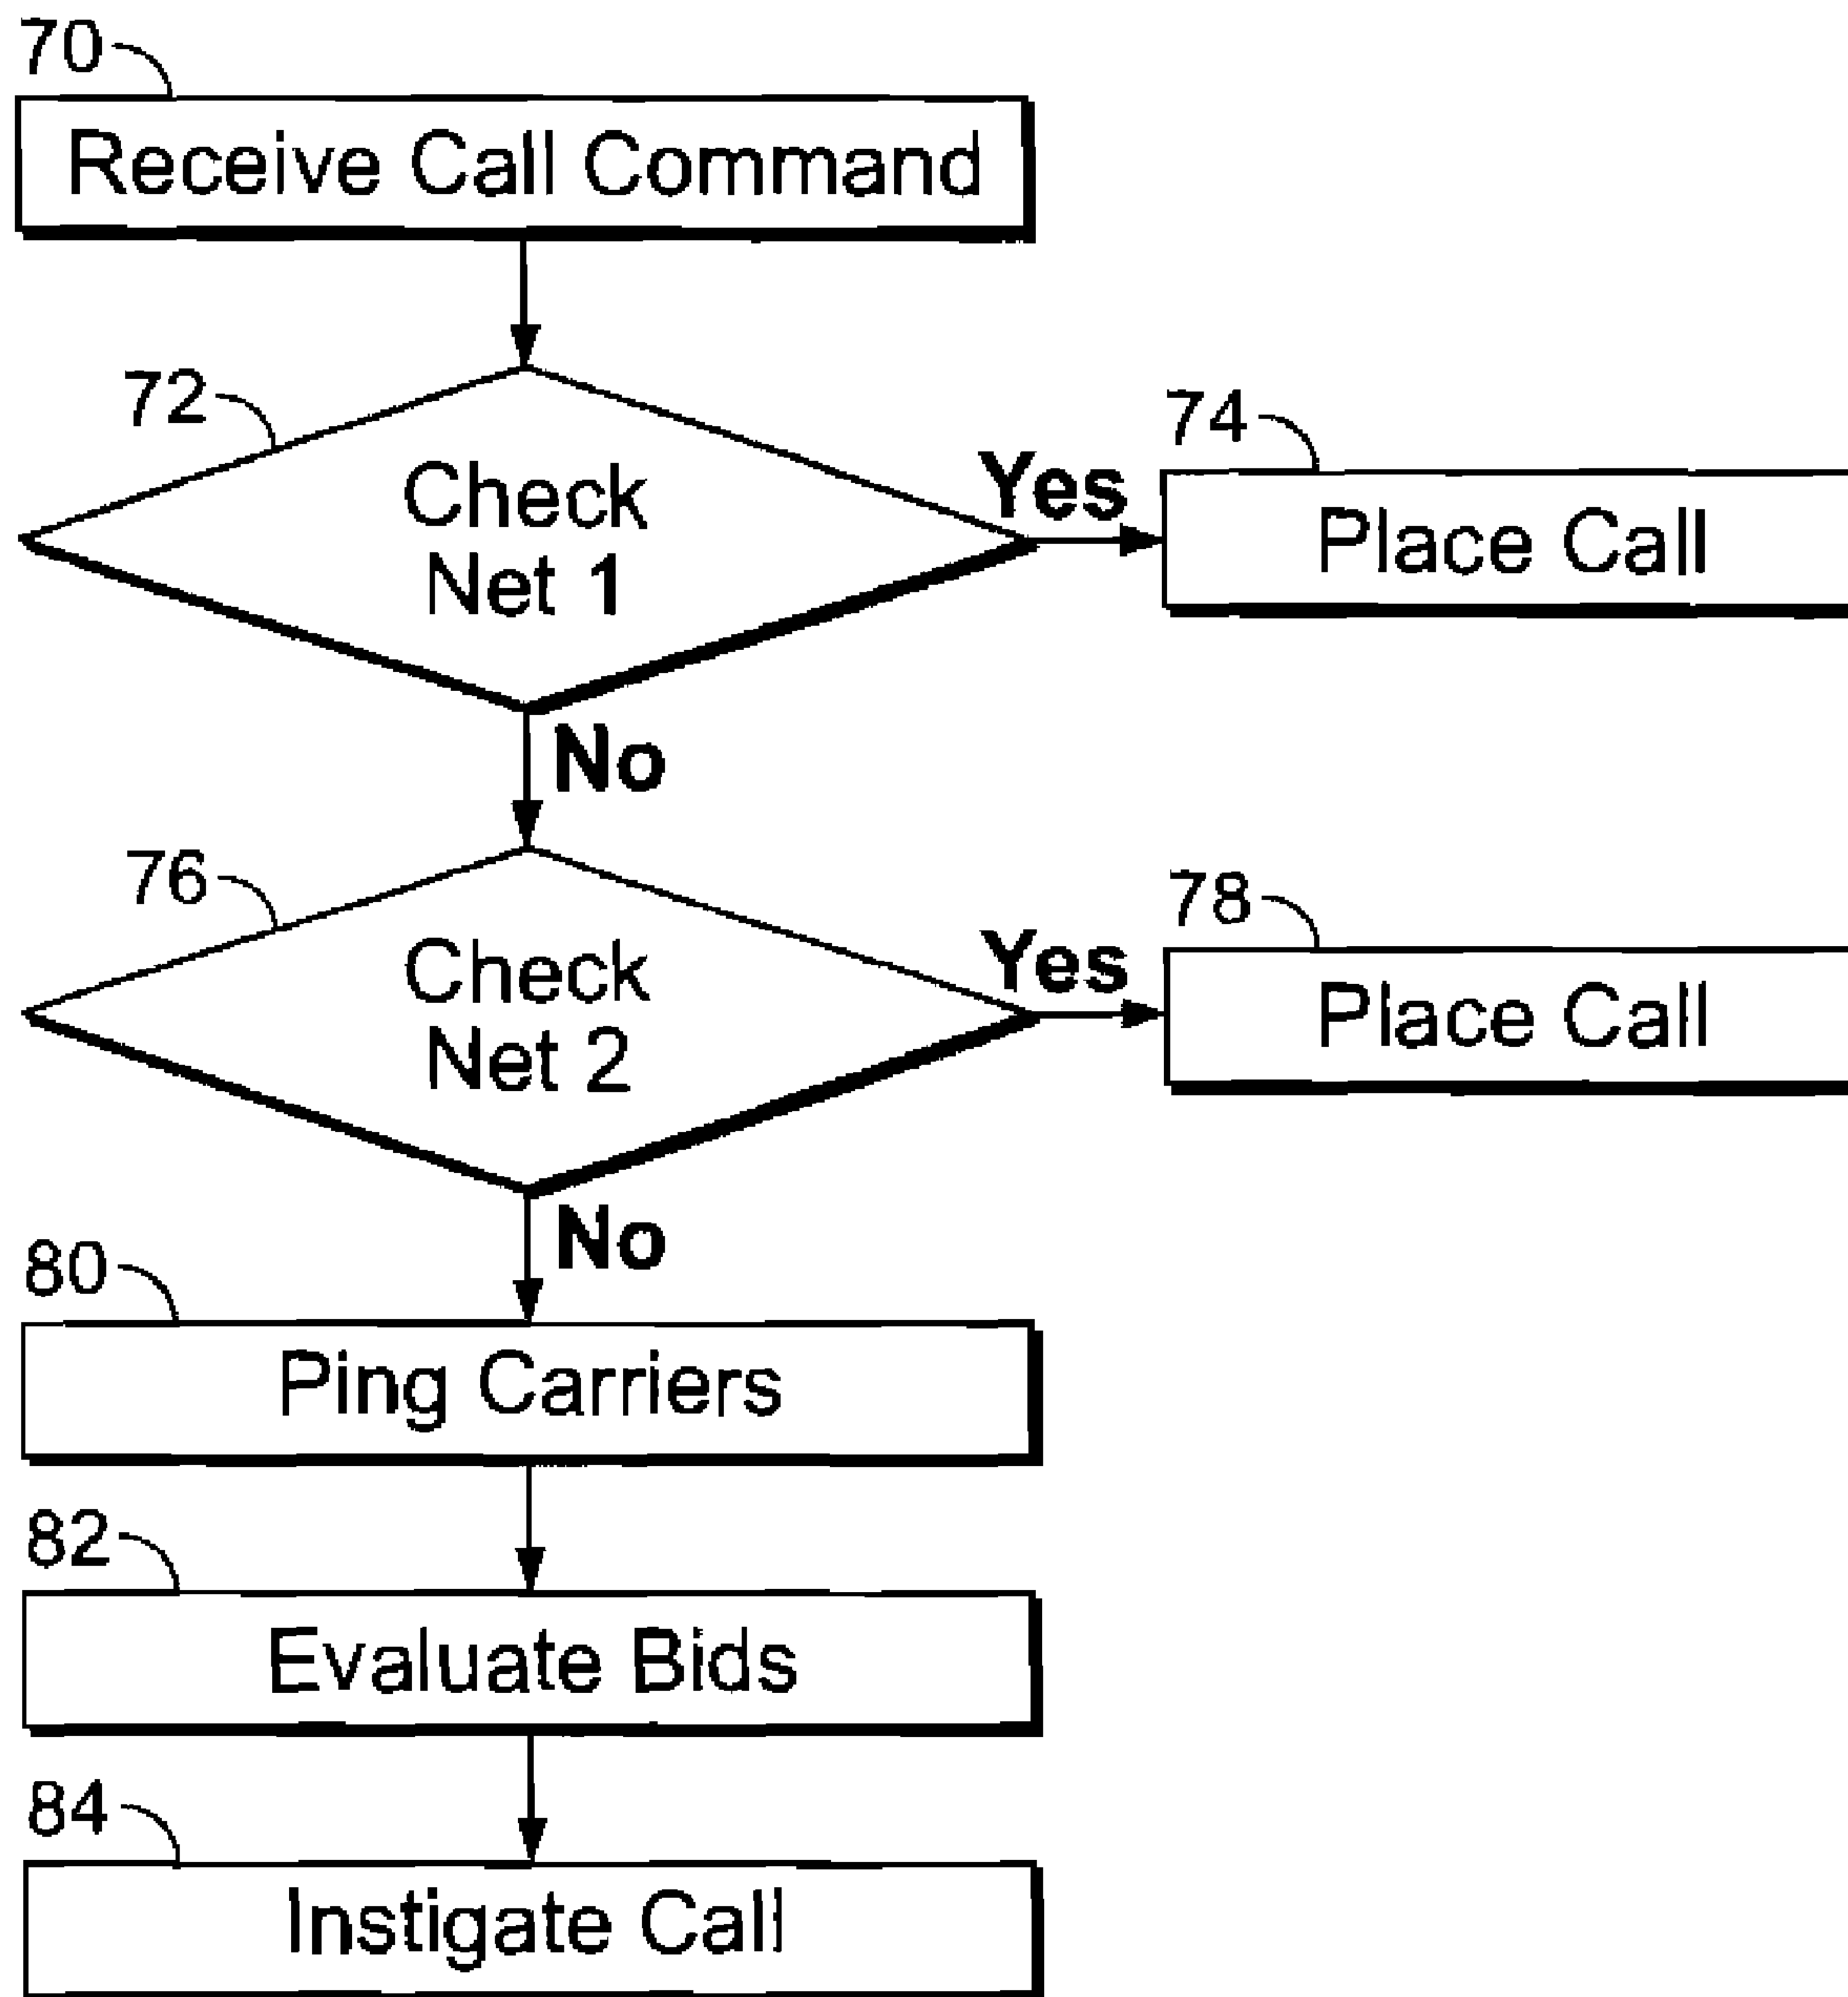 70
Receive Call Command
72
Check
Net 1
Yes
74
Place Call
No
76
Check
Net 2
Yes
78
Place Call
No
80
Ping Carriers
82
Evaluate Bids
84
Instigate Call